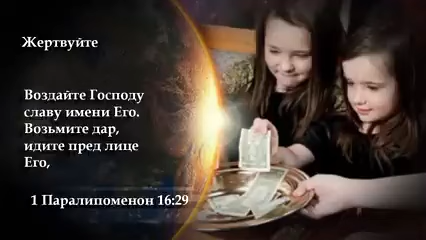 Жертвуйте
Воздайте Господу
славу имени Его.
Возьмите дар,
идите пред лице
Его,
1 Паралипоменон 16:29